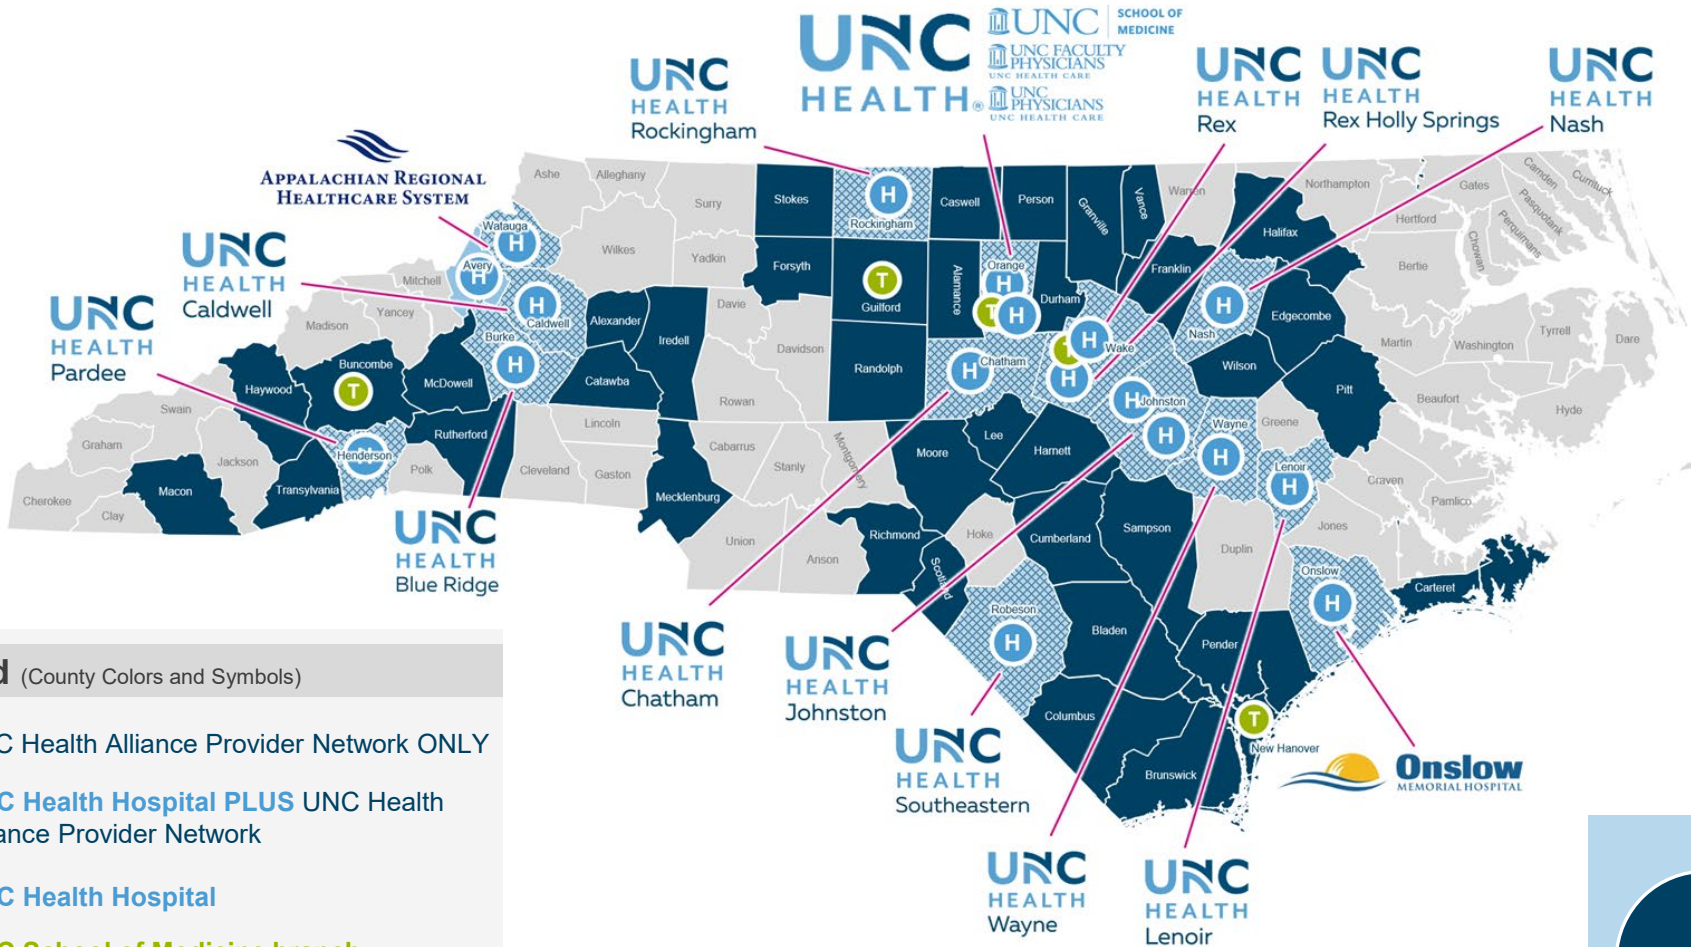 UNC
HEALTH®
UNC
SCHOOL OF
MEDICINE
UNC FACULTY
PHYSICIANS
UNC HEALTH CARE
UNC
PHYSICIANS
UNC HEALTH CARE
UNC
HEALTH
Rockingham
UNC
HEALTH
Rex
UNC
HEALTH
Rex Holly Springs
UNC
HEALTH
Nash
APPALACHIAN REGIONAL
HEALTHCARE SYSTEM
UNC
HEALTH
Caldwell
UNC
HEALTH
Pardee
Ashe
Alleghany
Surry
Stokes
H
Rockingham
Caswell
Person
Granville
Vance
Warren
Northampton
Gates
Camden
Currituck
Pasquotank
Perquimans
Chowan
Hertford
Halifax
Watauga
H
Wilkes
Yadkin
Forsyth
T
Guilford
Alamance
Orange
H
T
H
Durham
Franklin
Bertie
Avery
H
Mitchell
Yancey
Madison
H
Caldwell
Alexander
Iredell
Davie
Davidson
Randolph
H
Chatham
H
T
Wake
H
H
Nash
Edgecombe
Martin
Washington
Tyrrell
Dare
Burke
H
Buncombe
T
McDowell
Catawba
Rowan
Wilson
Pitt
Beaufort
Hyde
Haywood
Swain
Graham
Jackson
Cherokee
Clay
Macon
Transylvania
Henderson
Polk
Rutherford
Cleveland
Lincoln
Gaston
Mecklenburg
Cabarrus
Stanly
Montgomery
Moore
Lee
Harnett
H
Johnston
H
Wayne
H
Greene
Lenoir
H
Craven
Pamlico
Jones
Union
Anson
Richmond
Scotland
Hoke
Cumberland
Sampson
Duplin
Onslow
H
Carteret
Robeson
H
Bladen
Pender
Columbus
T
New Hanover
Brunswick
UNC
HEALTH
Blue Ridge
UNC
HEALTH
Chatham
UNC
HEALTH
Johnston
UNC
HEALTH
Southeastern
UNC
HEALTH
Wayne
UNC
HEALTH
Lenoir
Onslow
MEMORIAL HOSPITAL
d (County Colors and Symbols)
C Health Alliance Provider Network ONLY
C Health Hospital PLUS UNC Health
ance Provider Network
C Health Hospital
C School of Medicine branch